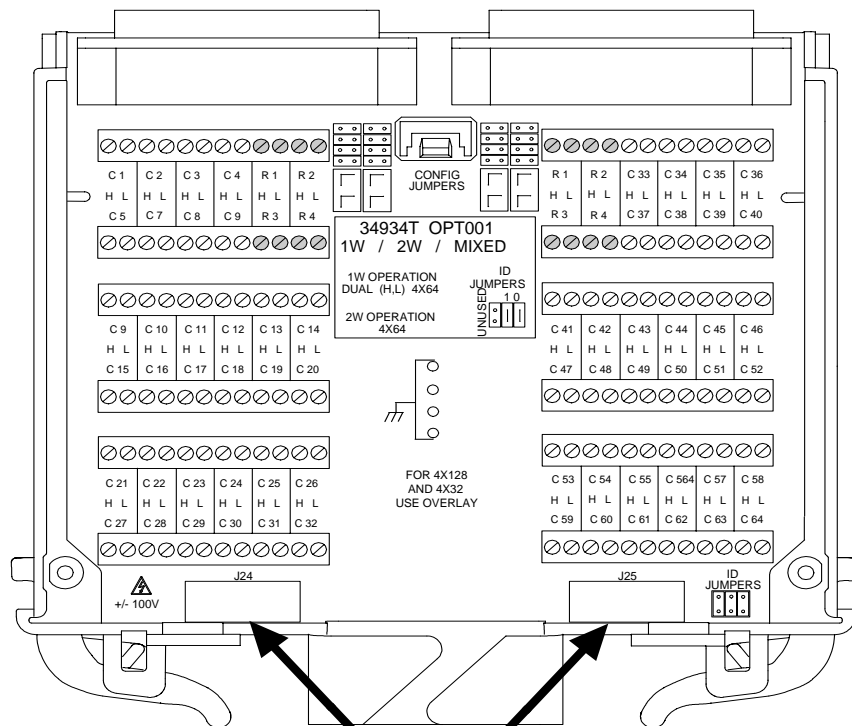 C 1 C 2 C 3 C 4 R 1 R 2
H L H L H L H L H L H L
C 5 C 7 C 8 C 9 R 3 R 4
CONFIG
JUMPERS
R 1 R 2 C 33 C 34 C 35 C 36
H L H L H L H L H L H L
R 3 R 4 C 37 C 38 C 39 C 40
34934T OPT001
1W / 2W / MIXED
1W OPERATION
DUAL (H,L) 4X64
2W OPERATION
4X64
ID
JUMPERS
1 0
UNUSED
C 9 C 10 C 11 C 12 C 13 C 14
H L H L H L H L H L H L
C 15 C 16 C 17 C 18 C 19 C 20
C 41 C 42 C 43 C 44 C 45 C 46
H L H L H L H L H L H L
C 47 C 48 C 49 C 50 C 51 C 52
C 21 C 22 C 23 C 24 C 25 C 26
H L H L H L H L H L H L
C 27 C 28 C 29 C 30 C 31 C 32
FOR 4X128
AND 4X32
USE OVERLAY
C 53 C 54 C 55 C 564 C 57 C 58
H L H L H L H L H L H L
C 59 C 60 C 61 C 62 C 63 C 64
+/- 100V
J24
J25
ID
JUMPERS